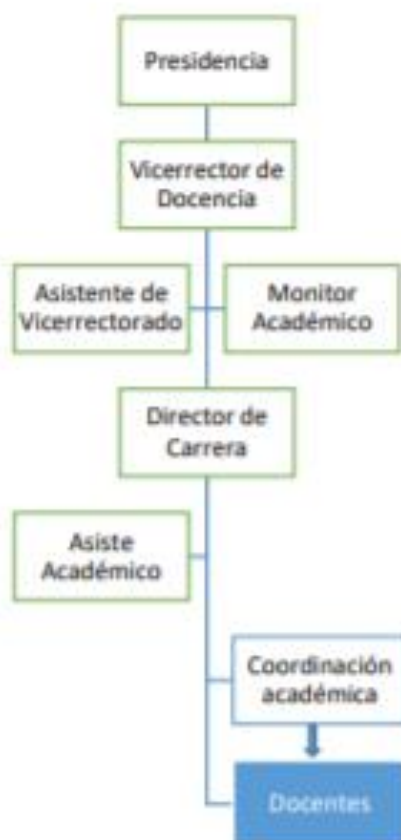 Presidencia
Vicerrector de
Docencia
Asistente de
Vicerrectorado
Monitor
Académico
Director de
Carrera
Asiste
Académico
Coordinación
académica
Docentes